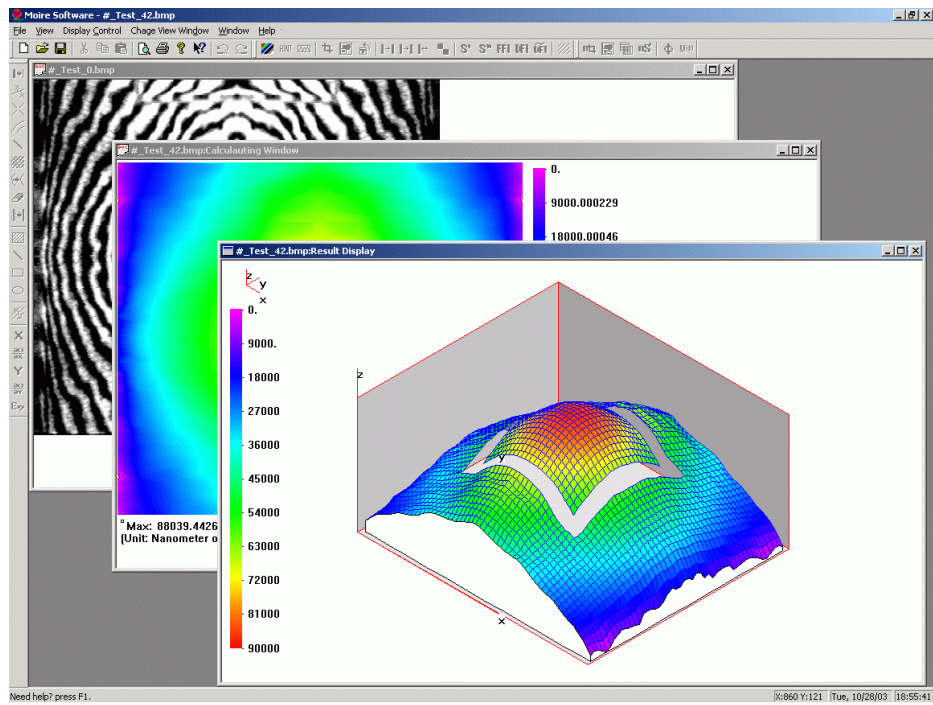 Moire Software - #_Test_42.bmp
File View Display Control Chage View Window Window Help
#_Test_0.bmp
#_Test_42.bmp:Calculauting Window
0.
9000.000229
18000.00046
Max: 88039.4426
(Unit: Nanometer o
#_Test_42.bmp:Result Display
z
y
x
0.
9000.
18000
27000
36000
45000
54000
63000
72000
81000
90000
z
y
x
X
Y
Exp
Need help? press F1.
X:860 Y:121 Tue, 10/28/03 18:55:41